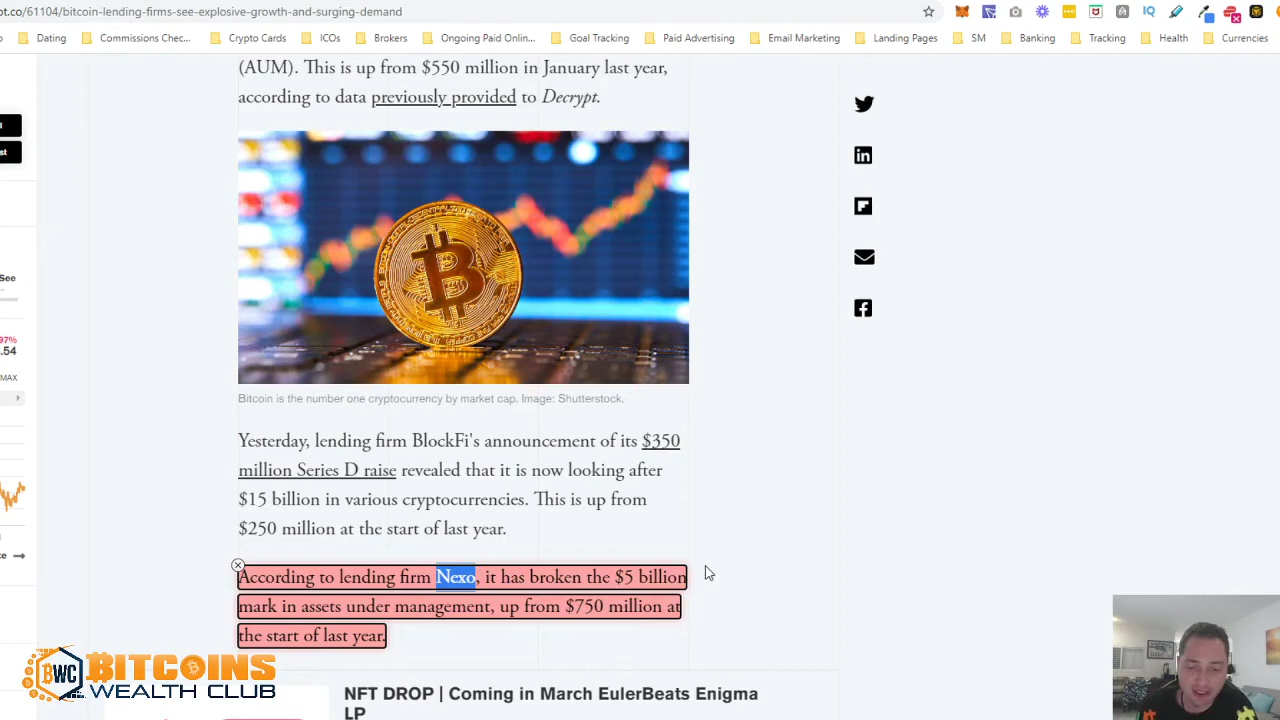 ot.co/61104/bitcoin-lending-firms-see-explosive-growth-and-surging-demand
Dating Commissions Chec... Crypto Cards ICOs Brokers Ongoing Paid Onlin... Goal Tracking Paid Advertising Email Marketing Landing Pages SM Banking Tracking Health Currencies
(AUM). This is up from $550 million in January last year,
according to data previously provided to Decrypt.
See
97%
.54
MAX
Bitcoin is the number one cryptocurrency by market cap. Image: Shutterstock.
Yesterday, lending firm BlockFi's announcement of its $350
million Series D raise revealed that it is now looking after
$15 billion in various cryptocurrencies. This is up from
$250 million at the start of last year.
According to lending firm Nexo, it has broken the $5 billion
mark in assets under management, up from $750 million at
the start of last year.
BWC BITCOINS
WEALTH CLUB
NFT DROP | Coming in March EulerBeats Enigma
LP